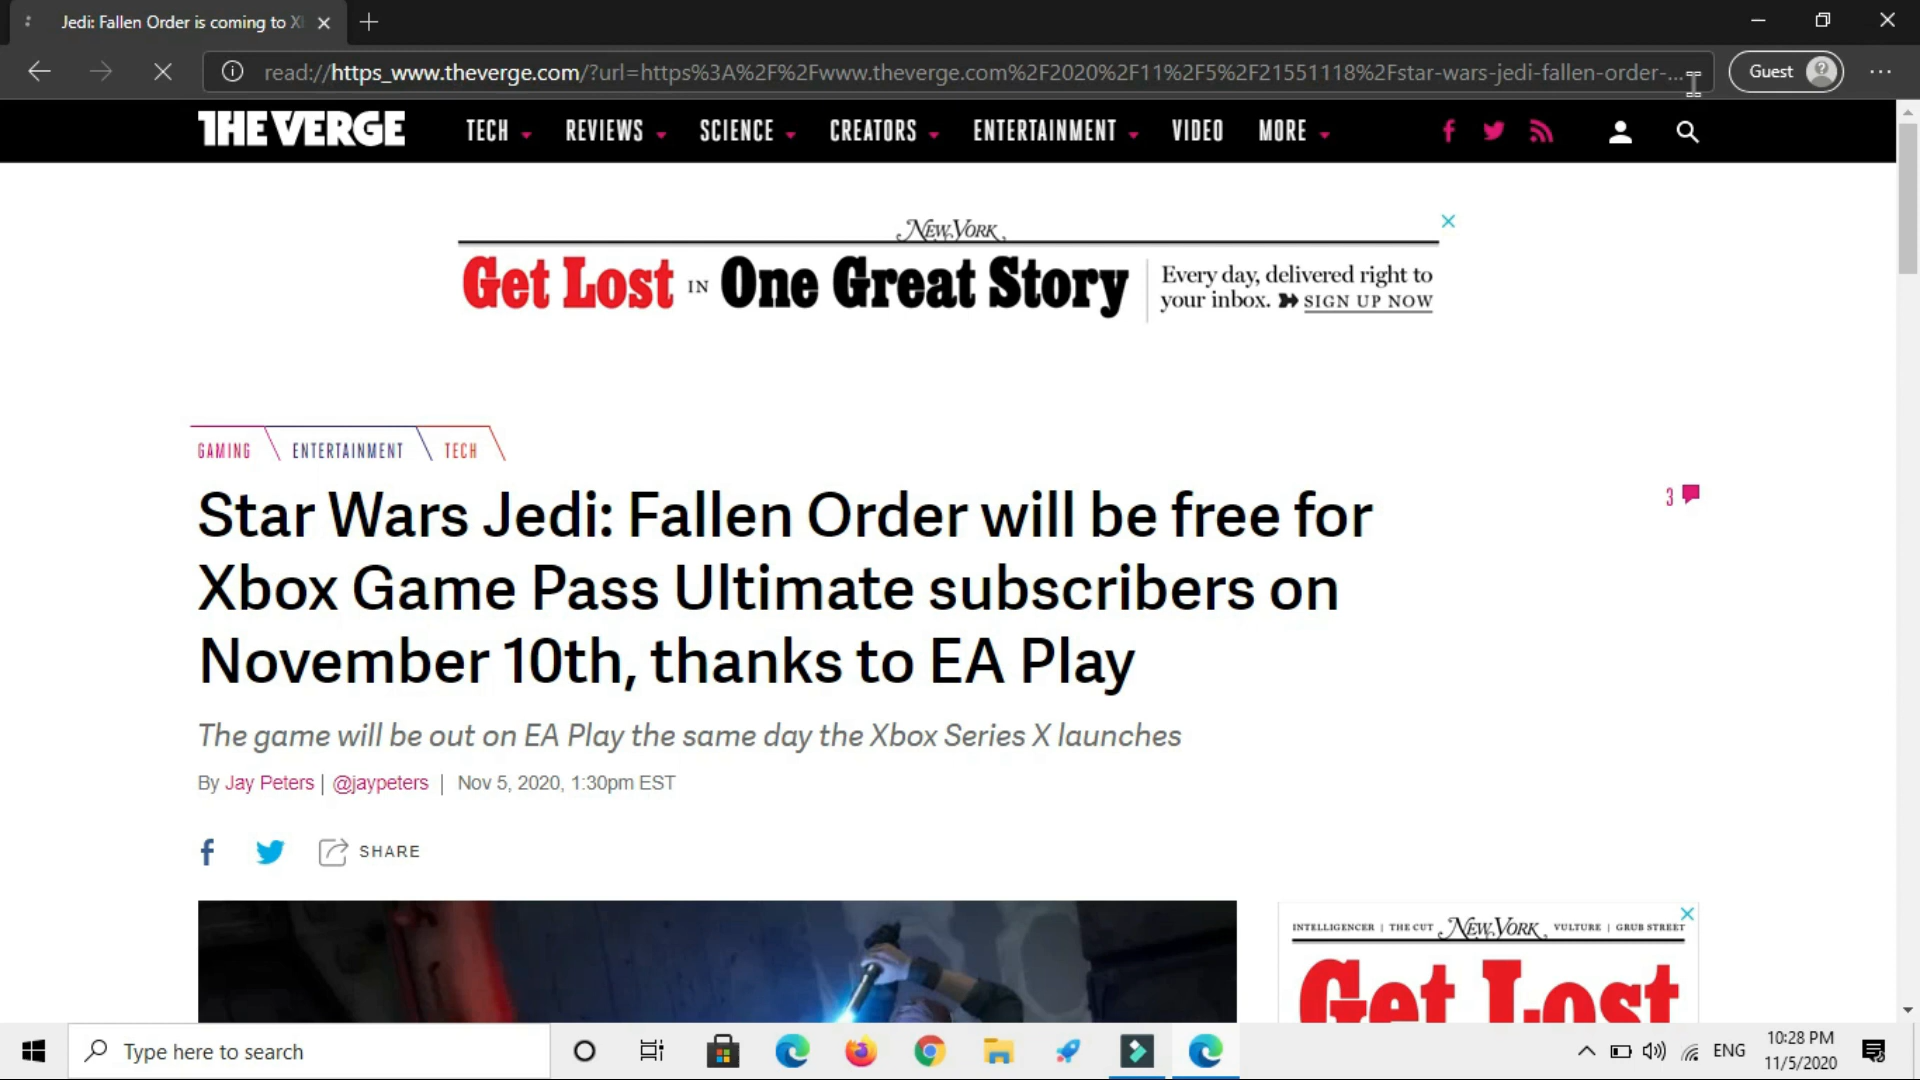 Jedi: Fallen Order is coming to X
read://https_www.theverge.com/?url=https%3A%2F%2Fwww.theverge.com%2F2020%2F11%2F5%2F21551118%2Fstar-wars-jedi-fallen-order-...
Guest
THE VERGE
TECH REVIEWS SCIENCE CREATORS ENTERTAINMENT VIDEO MORE
NEW YORK
Get Lost IN One Great Story
Every day, delivered right to
your inbox. SIGN UP NOW
GAMING ENTERTAINMENT TECH
Star Wars Jedi: Fallen Order will be free for
Xbox Game Pass Ultimate subscribers on
November 10th, thanks to EA Play
3
The game will be out on EA Play the same day the Xbox Series X launches
By Jay Peters | @jaypeters | Nov 5, 2020, 1:30pm EST
SHARE
INTELLIGENCER | THE CUT NEW YORK VULTURE | GRUB STREET
Get Lost
Type here to search
ENG
10:28 PM
11/5/2020